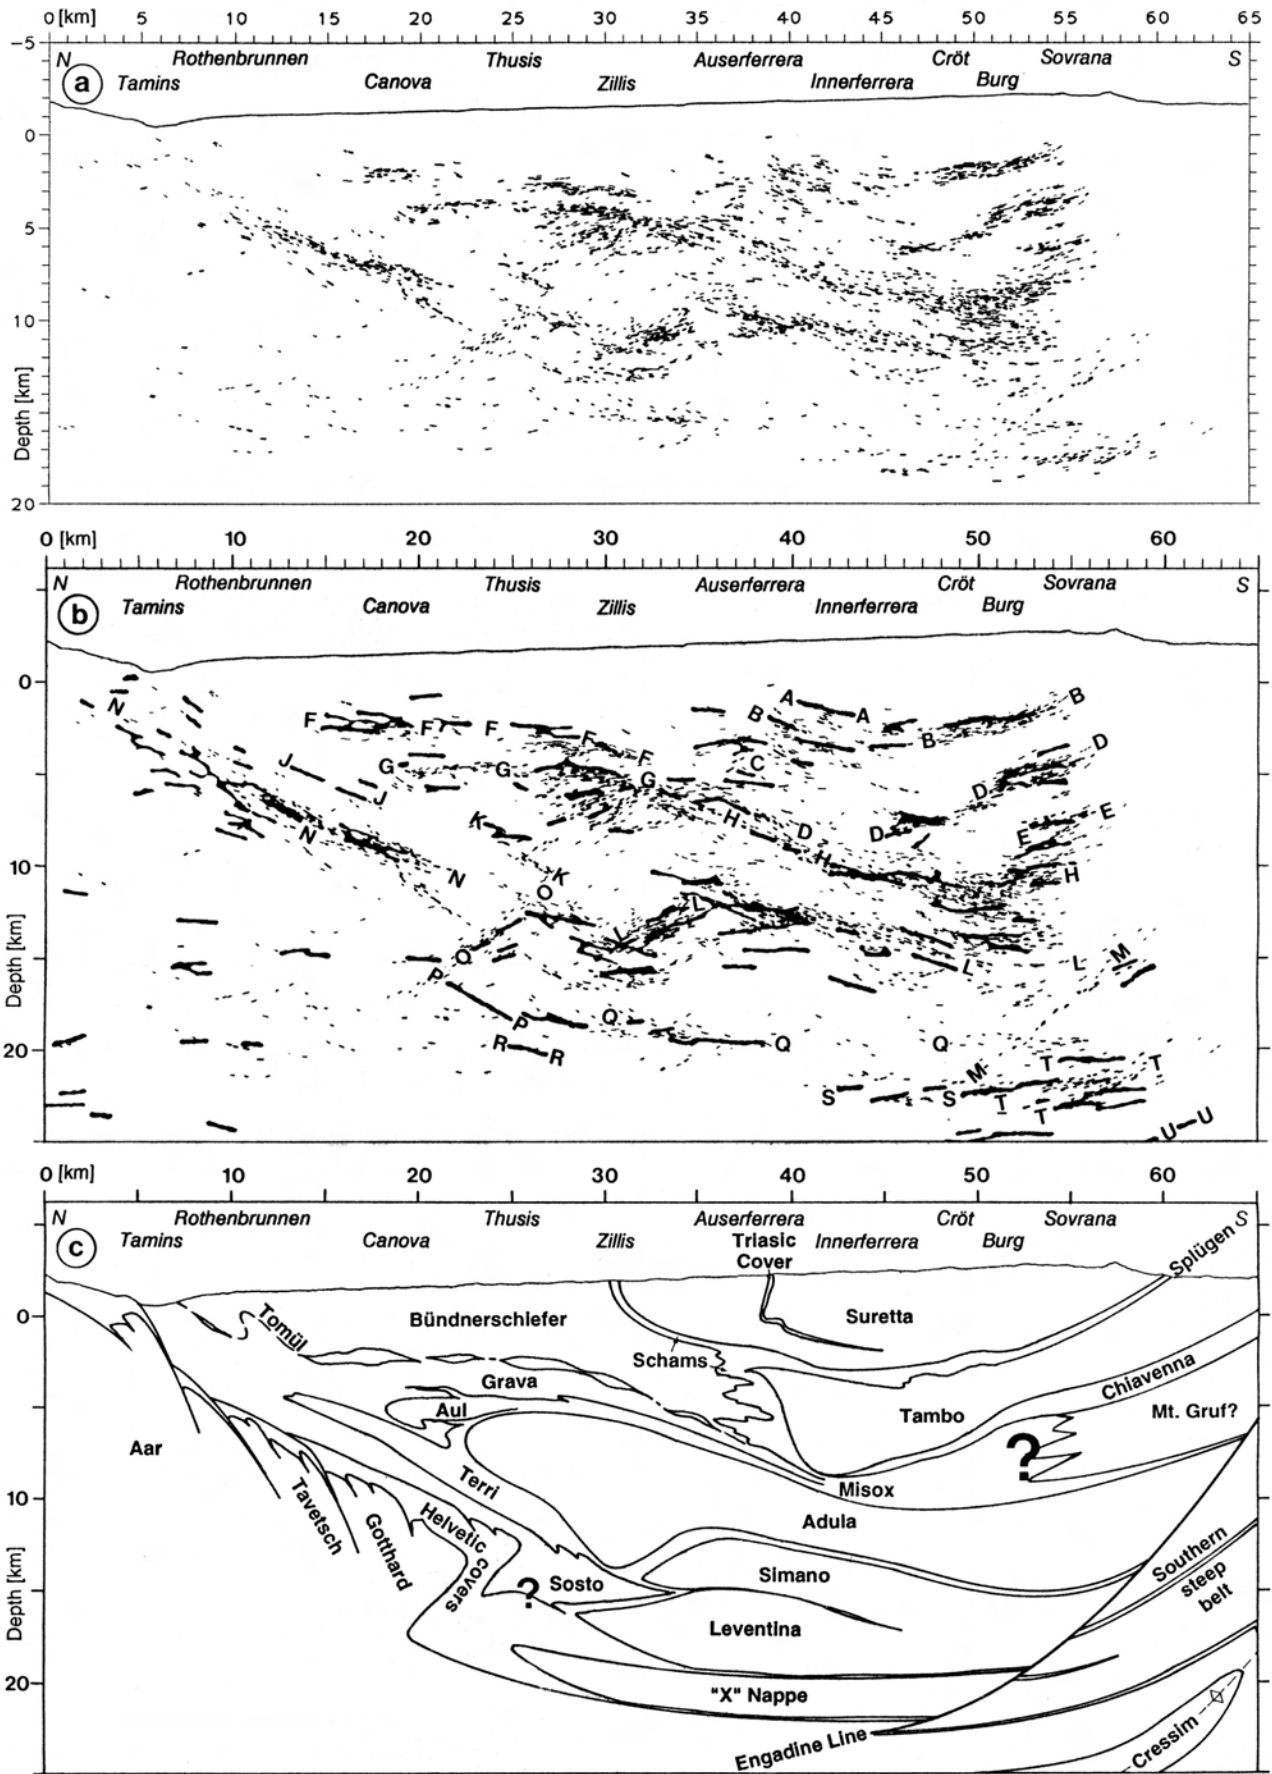 0 [km] 5 10 15 20 25 30 35 40 45 50 55 60 65
-5
N Rothenbrunnen Thusis Auserferrera Cröt Sovrana S
a Tamins Canova Zillis Innerferrera Burg
0
5
10
Depth [km]
20
0 [km] 10 20 30 40 50 60
N Rothenbrunnen Thusis Auserferrera Cröt Sovrana S
b Tamins Canova Zillis Innerferrera Burg
0
N F F F F F A A B B B
J J G G G C D D D D
K K H H H E E
N N
10
O O L L L L L M M
P P Q Q Q
R R S S T T T T
U U
Depth [km]
20
0 [km] 10 20 30 40 50 60
N Rothenbrunnen Thusis Auserferrera Cröt Sovrana S
c Tamins Canova Zillis Innerferrera Burg
Triasic
Cover
Splügen
0
Tomül
Bündnerschiefer
Suretta
Schams
Grava
Chiavenna
Aul
Tambo
Mt. Gruf?
Aar
?
Terri
Misox
10
Adula
Tavetsch
Gotthard
Helvetic
covers
?
Sosto
Simano
Southern
steep
belt
Leventina
Depth [km]
20
"X" Nappe
Engadine Line
Cressim